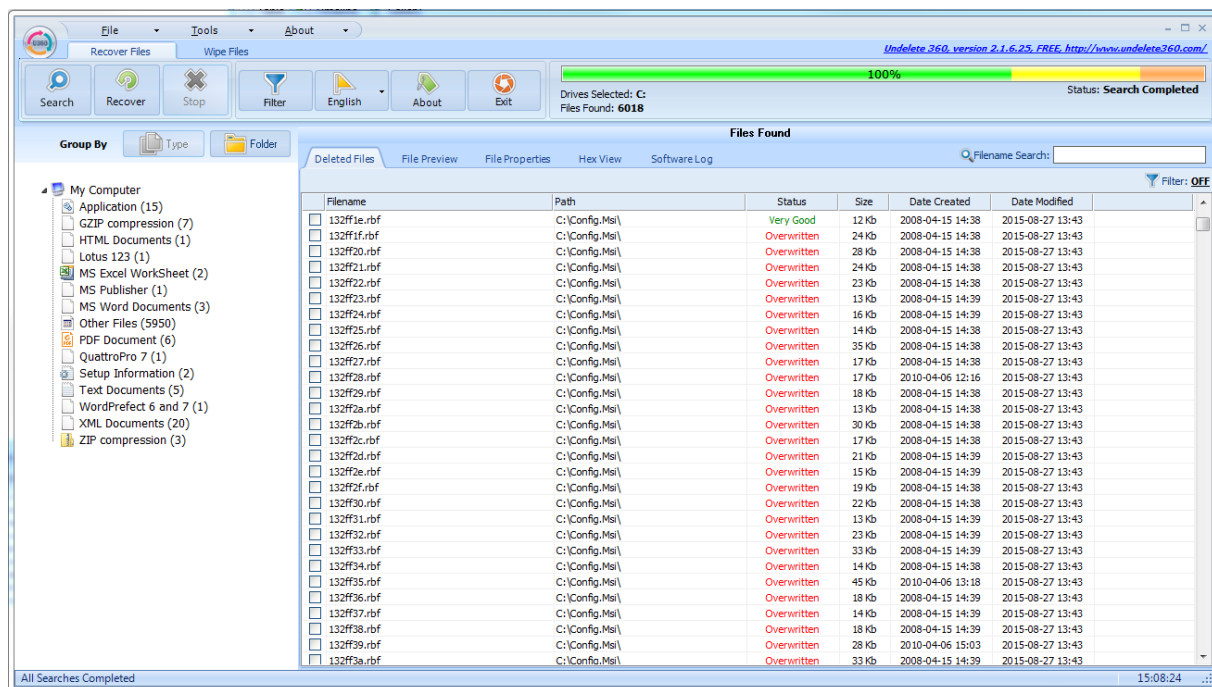 File Tools About
Recover Files Wipe Files Undelete 360, version 2.1.6.25, FREE, http://www.undelete360.com/
100%
Search Recover Stop Filter English About Exit
Drives Selected: C: Status: Search Completed
Files Found: 6018
Files Found
Group By Type Folder
Deleted Files File Preview File Properties Hex View Software Log Filename Search:
Filter: OFF
My Computer
Application (15)
GZIP compression (7)
HTML Documents (1)
Lotus 123 (1)
MS Excel WorkSheet (2)
MS Publisher (1)
MS Word Documents (3)
Other Files (5950)
PDF Document (6)
QuattroPro 7 (1)
Setup Information (2)
Text Documents (5)
WordPrefect 6 and 7 (1)
XML Documents (20)
ZIP compression (3)
Filename Path Status Size Date Created Date Modified
132ff1e.rbf C:\Config.Msi\ Very Good 12 Kb 2008-04-15 14:38 2015-08-27 13:43
132ff1f.rbf C:\Config.Msi\ Overwritten 24 Kb 2008-04-15 14:38 2015-08-27 13:43
132ff20.rbf C:\Config.Msi\ Overwritten 28 Kb 2008-04-15 14:38 2015-08-27 13:43
132ff21.rbf C:\Config.Msi\ Overwritten 24 Kb 2008-04-15 14:38 2015-08-27 13:43
132ff22.rbf C:\Config.Msi\ Overwritten 23 Kb 2008-04-15 14:38 2015-08-27 13:43
132ff23.rbf C:\Config.Msi\ Overwritten 13 Kb 2008-04-15 14:39 2015-08-27 13:43
132ff24.rbf C:\Config.Msi\ Overwritten 16 Kb 2008-04-15 14:39 2015-08-27 13:43
132ff25.rbf C:\Config.Msi\ Overwritten 14 Kb 2008-04-15 14:38 2015-08-27 13:43
132ff26.rbf C:\Config.Msi\ Overwritten 35 Kb 2008-04-15 14:38 2015-08-27 13:43
132ff27.rbf C:\Config.Msi\ Overwritten 17 Kb 2008-04-15 14:38 2015-08-27 13:43
132ff28.rbf C:\Config.Msi\ Overwritten 17 Kb 2010-04-06 12:16 2015-08-27 13:43
132ff29.rbf C:\Config.Msi\ Overwritten 18 Kb 2008-04-15 14:38 2015-08-27 13:43
132ff2a.rbf C:\Config.Msi\ Overwritten 13 Kb 2008-04-15 14:38 2015-08-27 13:43
132ff2b.rbf C:\Config.Msi\ Overwritten 30 Kb 2008-04-15 14:38 2015-08-27 13:43
132ff2c.rbf C:\Config.Msi\ Overwritten 17 Kb 2008-04-15 14:38 2015-08-27 13:43
132ff2d.rbf C:\Config.Msi\ Overwritten 21 Kb 2008-04-15 14:39 2015-08-27 13:43
132ff2e.rbf C:\Config.Msi\ Overwritten 15 Kb 2008-04-15 14:39 2015-08-27 13:43
132ff2f.rbf C:\Config.Msi\ Overwritten 19 Kb 2008-04-15 14:38 2015-08-27 13:43
132ff30.rbf C:\Config.Msi\ Overwritten 22 Kb 2008-04-15 14:38 2015-08-27 13:43
132ff31.rbf C:\Config.Msi\ Overwritten 13 Kb 2008-04-15 14:39 2015-08-27 13:43
132ff32.rbf C:\Config.Msi\ Overwritten 23 Kb 2008-04-15 14:39 2015-08-27 13:43
132ff33.rbf C:\Config.Msi\ Overwritten 33 Kb 2008-04-15 14:39 2015-08-27 13:43
132ff34.rbf C:\Config.Msi\ Overwritten 14 Kb 2008-04-15 14:38 2015-08-27 13:43
132ff35.rbf C:\Config.Msi\ Overwritten 45 Kb 2010-04-06 13:18 2015-08-27 13:43
132ff36.rbf C:\Config.Msi\ Overwritten 18 Kb 2008-04-15 14:39 2015-08-27 13:43
132ff37.rbf C:\Config.Msi\ Overwritten 14 Kb 2008-04-15 14:39 2015-08-27 13:43
132ff38.rbf C:\Config.Msi\ Overwritten 18 Kb 2008-04-15 14:39 2015-08-27 13:43
132ff39.rbf C:\Config.Msi\ Overwritten 28 Kb 2010-04-06 15:03 2015-08-27 13:43
132ff3a.rbf C:\Config.Msi\ Overwritten 33 Kb 2008-04-15 14:39 2015-08-27 13:43
All Searches Completed 15:08:24